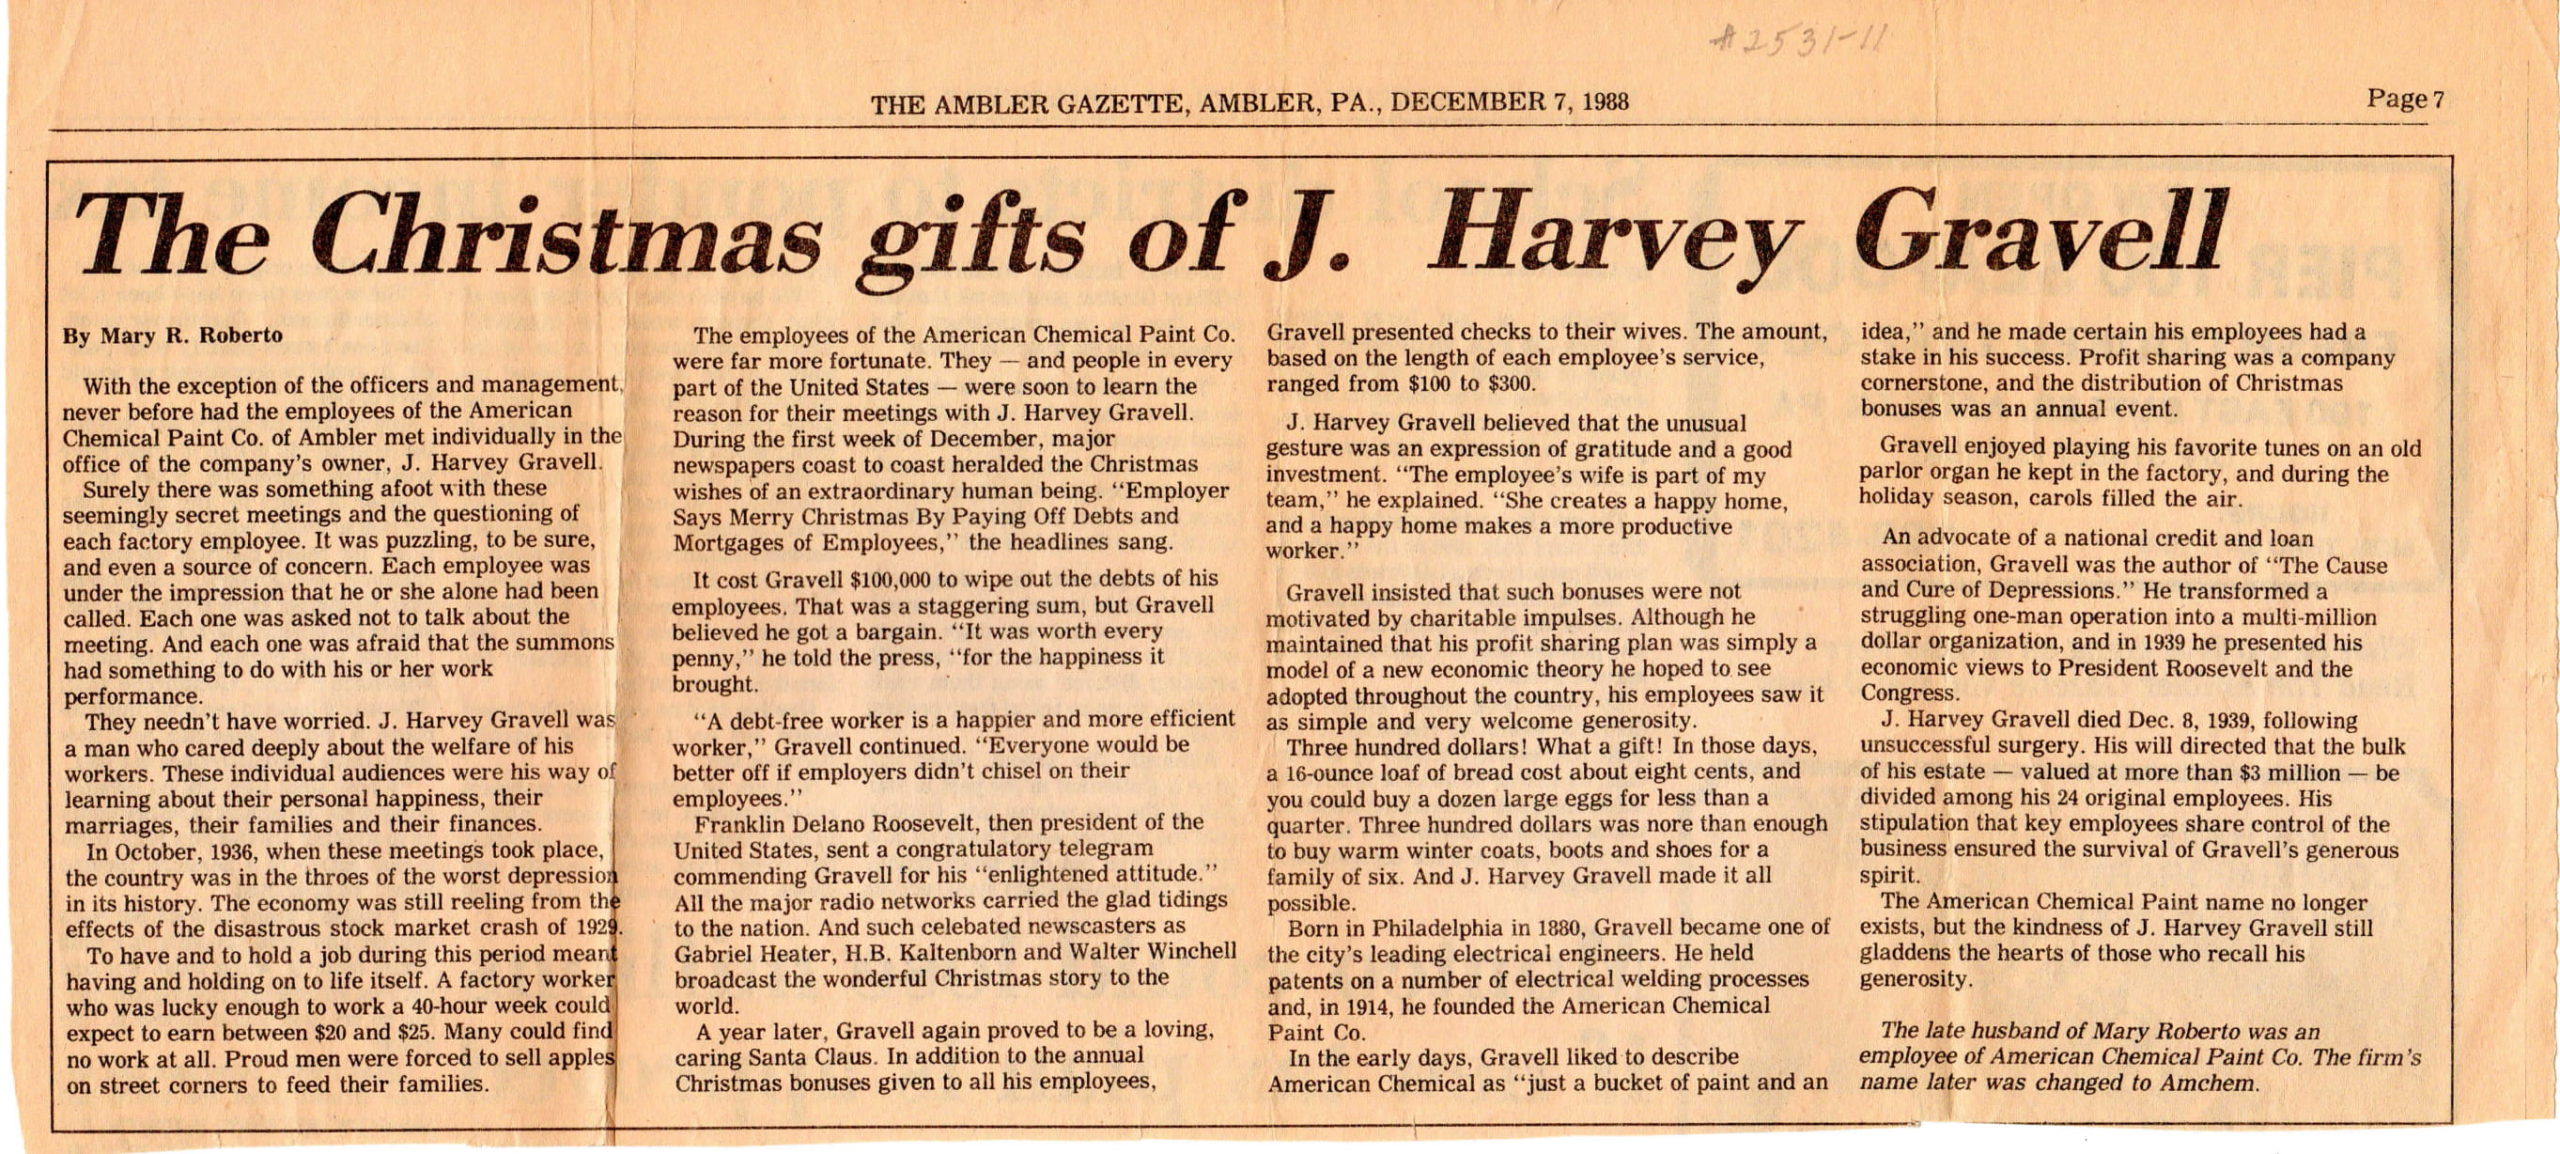 #2531-11
THE AMBLER GAZETTE, AMBLER, PA., DECEMBER 7, 1988
Page 7
The Christmas gifts of J. Harvey Gravell
By Mary R. Roberto
With the exception of the officers and management,
never before had the employees of the American
Chemical Paint Co. of Ambler met individually in the
office of the company's owner, J. Harvey Gravell.
Surely there was something afoot with these
seemingly secret meetings and the questioning of
each factory employee. It was puzzling, to be sure,
and even a source of concern. Each employee was
under the impression that he or she alone had been
called. Each one was asked not to talk about the
meeting. And each one was afraid that the summons
had something to do with his or her work
performance.
They needn't have worried. J. Harvey Gravell was
a man who cared deeply about the welfare of his
workers. These individual audiences were his way of
learning about their personal happiness, their
marriages, their families and their finances.
In October, 1936, when these meetings took place,
the country was in the throes of the worst depression
in its history. The economy was still reeling from the
effects of the disastrous stock market crash of 1929.
To have and to hold a job during this period meant
having and holding on to life itself. A factory worker
who was lucky enough to work a 40-hour week could
expect to earn between $20 and $25. Many could find
no work at all. Proud men were forced to sell apples
on street corners to feed their families.
The employees of the American Chemical Paint Co.
were far more fortunate. They — and people in every
part of the United States — were soon to learn the
reason for their meetings with J. Harvey Gravell.
During the first week of December, major
newspapers coast to coast heralded the Christmas
wishes of an extraordinary human being. "Employer
Says Merry Christmas By Paying Off Debts and
Mortgages of Employees," the headlines sang.
It cost Gravell $100,000 to wipe out the debts of his
employees. That was a staggering sum, but Gravell
believed he got a bargain. "It was worth every
penny," he told the press, "for the happiness it
brought.
"A debt-free worker is a happier and more efficient
worker," Gravell continued. "Everyone would be
better off if employers didn't chisel on their
employees."
Franklin Delano Roosevelt, then president of the
United States, sent a congratulatory telegram
commending Gravell for his "enlightened attitude."
All the major radio networks carried the glad tidings
to the nation. And such celebated newscasters as
Gabriel Heater, H.B. Kaltenborn and Walter Winchell
broadcast the wonderful Christmas story to the
world.
A year later, Gravell again proved to be a loving,
caring Santa Claus. In addition to the annual
Christmas bonuses given to all his employees,
Gravell presented checks to their wives. The amount,
based on the length of each employee's service,
ranged from $100 to $300.
J. Harvey Gravell believed that the unusual
gesture was an expression of gratitude and a good
investment. "The employee's wife is part of my
team," he explained. "She creates a happy home,
and a happy home makes a more productive
worker."
Gravell insisted that such bonuses were not
motivated by charitable impulses. Although he
maintained that his profit sharing plan was simply a
model of a new economic theory he hoped to see
adopted throughout the country, his employees saw it
as simple and very welcome generosity.
Three hundred dollars! What a gift! In those days,
a 16-ounce loaf of bread cost about eight cents, and
you could buy a dozen large eggs for less than a
quarter. Three hundred dollars was nore than enough
to buy warm winter coats, boots and shoes for a
family of six. And J. Harvey Gravell made it all
possible.
Born in Philadelphia in 1880, Gravell became one of
the city's leading electrical engineers. He held
patents on a number of electrical welding processes
and, in 1914, he founded the American Chemical
Paint Co.
In the early days, Gravell liked to describe
American Chemical as "just a bucket of paint and an
idea," and he made certain his employees had a
stake in his success. Profit sharing was a company
cornerstone, and the distribution of Christmas
bonuses was an annual event.
Gravell enjoyed playing his favorite tunes on an old
parlor organ he kept in the factory, and during the
holiday season, carols filled the air.
An advocate of a national credit and loan
association, Gravell was the author of "The Cause
and Cure of Depressions." He transformed a
struggling one-man operation into a multi-million
dollar organization, and in 1939 he presented his
economic views to President Roosevelt and the
Congress.
J. Harvey Gravell died Dec. 8, 1939, following
unsuccessful surgery. His will directed that the bulk
of his estate — valued at more than $3 million — be
divided among his 24 original employees. His
stipulation that key employees share control of the
business ensured the survival of Gravell's generous
spirit.
The American Chemical Paint name no longer
exists, but the kindness of J. Harvey Gravell still
gladdens the hearts of those who recall his
generosity.
The late husband of Mary Roberto was an
employee of American Chemical Paint Co. The firm's
name later was changed to Amchem.